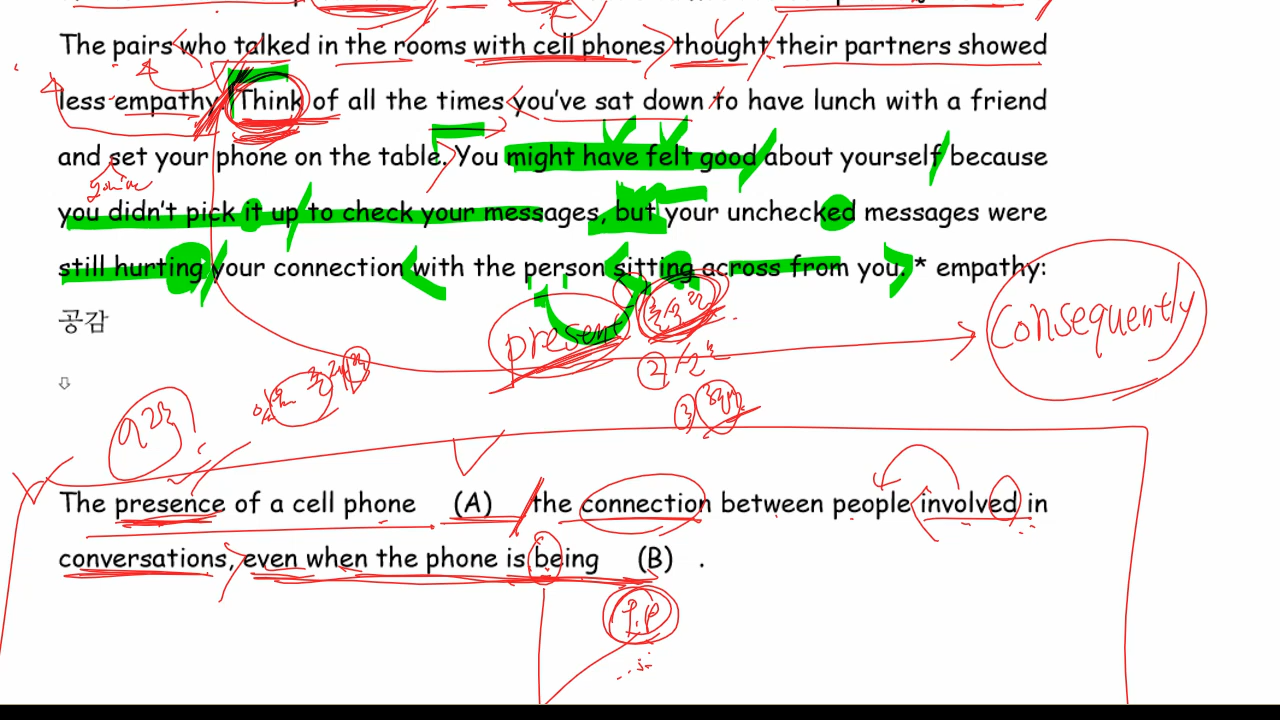 The pairs who talked in the rooms with cell phones thought their partners showed
less empathy. Think of all the times you've sat down to have lunch with a friend
and set your phone on the table. You might have felt good about yourself because
you've
you didn't pick it up to check your messages, but your unchecked messages were
still hurting your connection with the person sitting across from you. * empathy:
공감
present
Consequently
②
③
The presence of a cell phone (A) the connection between people involved in
conversations, even when the phone is being (B) .
p.p